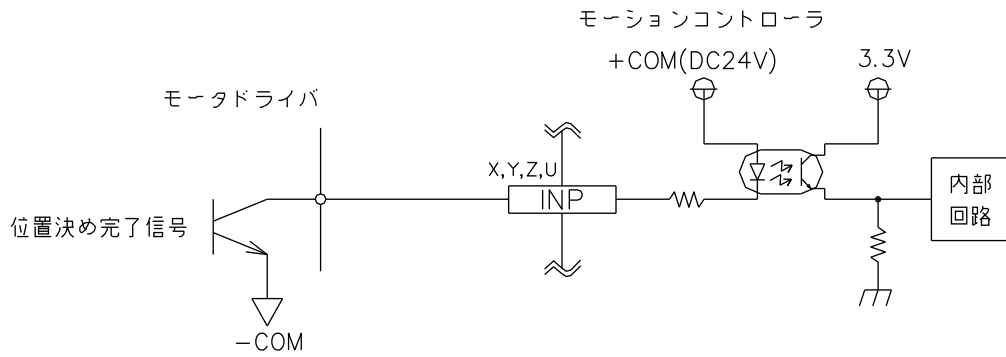 モーションコントローラ
+COM(DC24V)
3.3V
モータドライバ
X,Y,Z,U
INP
内部
回路
位置決め完了信号
-COM